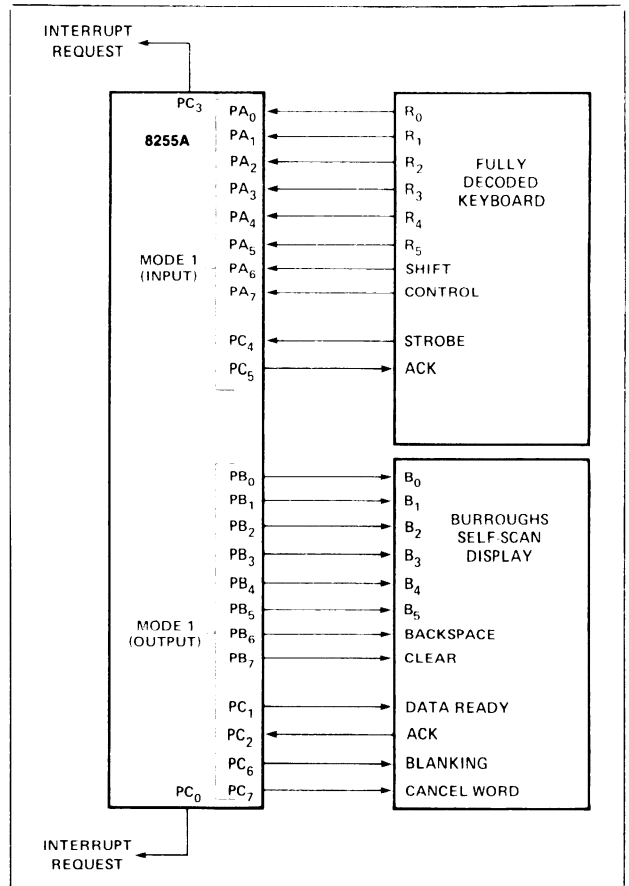 INTERRUPT
REQUEST
PC₃
8255A
MODE 1
(INPUT)
PA₀
PA₁
PA₂
PA₃
PA₄
PA₅
PA₆
PA₇
PC₄
PC₅
R₀
R₁
R₂
R₃
R₄
R₅
SHIFT
CONTROL
STROBE
ACK
FULLY
DECODED
KEYBOARD
MODE 1
(OUTPUT)
PB₀
PB₁
PB₂
PB₃
PB₄
PB₅
PB₆
PB₇
PC₁
PC₂
PC₆
PC₇
B₀
B₁
B₂
B₃
B₄
B₅
BACKSPACE
CLEAR
DATA READY
ACK
BLANKING
CANCEL WORD
BURROUGHS
SELF-SCAN
DISPLAY
PC₀
INTERRUPT
REQUEST